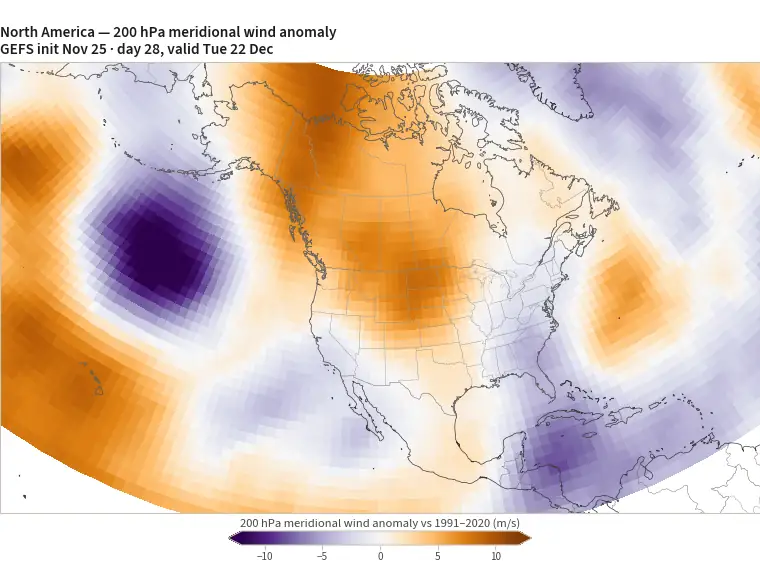 North America — 200 hPa meridional wind anomaly
GEFS init Nov 25 · day 28, valid Tue 22 Dec
200 hPa meridional wind anomaly vs 1991–2020 (m/s)
−10 −5 0 5 10